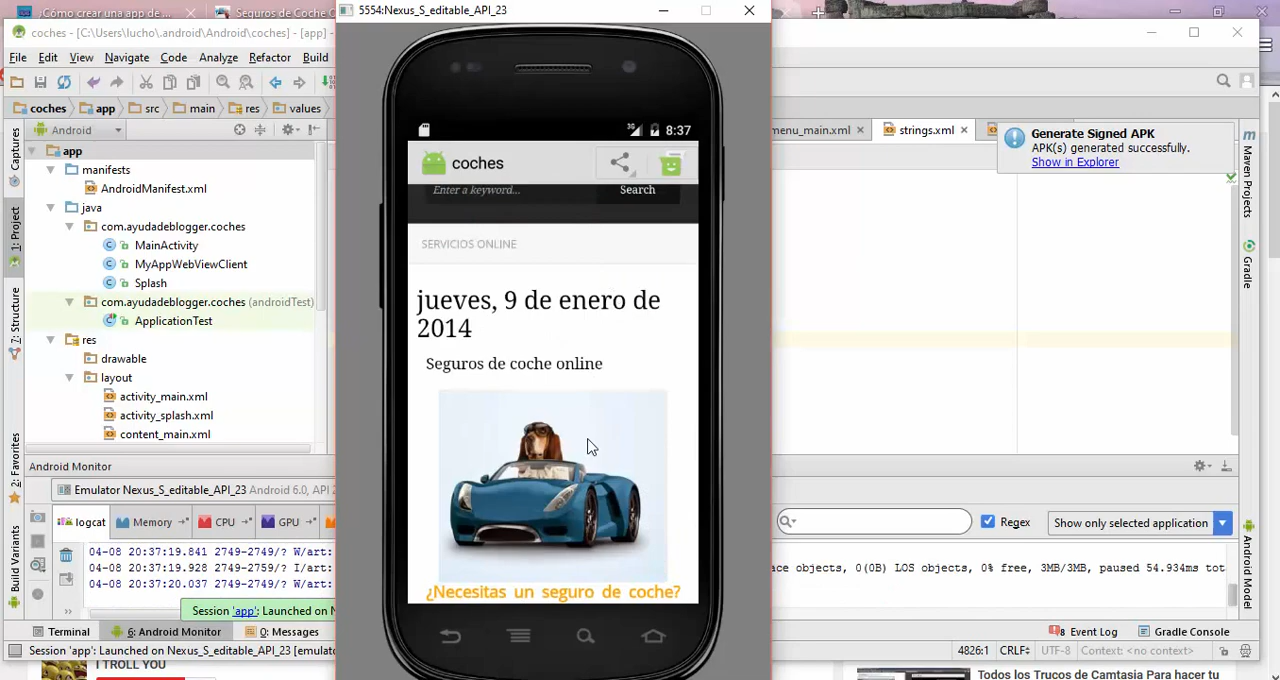 ¿Cómo crear una app de ...
Seguros de Coche O
5554:Nexus_S_editable_API_23
coches - [C:\Users\lucho\.android\Android\coches] - [app]
File Edit View Navigate Code Analyze Refactor Build
coches app src main res values
Android
menu_main.xml
strings.xml
Generate Signed APK
APK(s) generated successfully.
Show in Explorer
app
manifests
AndroidManifest.xml
java
com.ayudadeblogger.coches
MainActivity
MyAppWebViewClient
Splash
com.ayudadeblogger.coches (androidTest)
ApplicationTest
res
drawable
layout
activity_main.xml
activity_splash.xml
content_main.xml
Captures
1: Project
7: Structure
2: Favorites
Build Variants
Maven Projects
Gradle
Android Model
3G 8:37
coches
Enter a keyword...
Search
SERVICIOS ONLINE
jueves, 9 de enero de
2014
Seguros de coche online
¿Necesitas un seguro de coche?
Android Monitor
Emulator Nexus_S_editable_API_23 Android 6.0, API 2
logcat Memory CPU GPU
Regex
Show only selected application
04-08 20:37:19.841 2749-2749/? W/art:
04-08 20:37:19.928 2759-2759/? I/art:
04-08 20:37:20.037 2749-2749/? W/art:
ace objects, 0(0B) LOS objects, 0% free, 3MB/3MB, paused 54.934ms tot
Session 'app': Launched on N
Terminal
6: Android Monitor
0: Messages
8 Event Log
Gradle Console
Session 'app': Launched on Nexus_S_editable_API_23 [emulato
4826:1 CRLF÷ UTF-8 Context: <no context>
I TROLL YOU
Todos los Trucos de Camtasia Para hacer tu